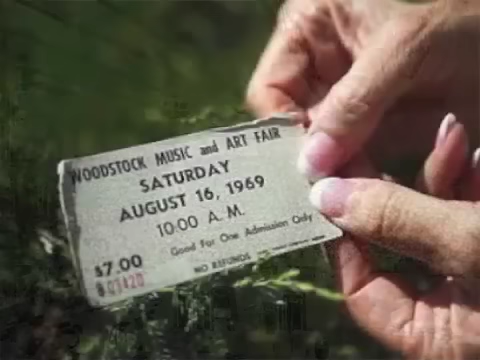 WOODSTOCK MUSIC and ART FAIR
SATURDAY
AUGUST 16, 1969
10:00 A. M.
$7.00
Good For One Admission Only
NO REFUNDS